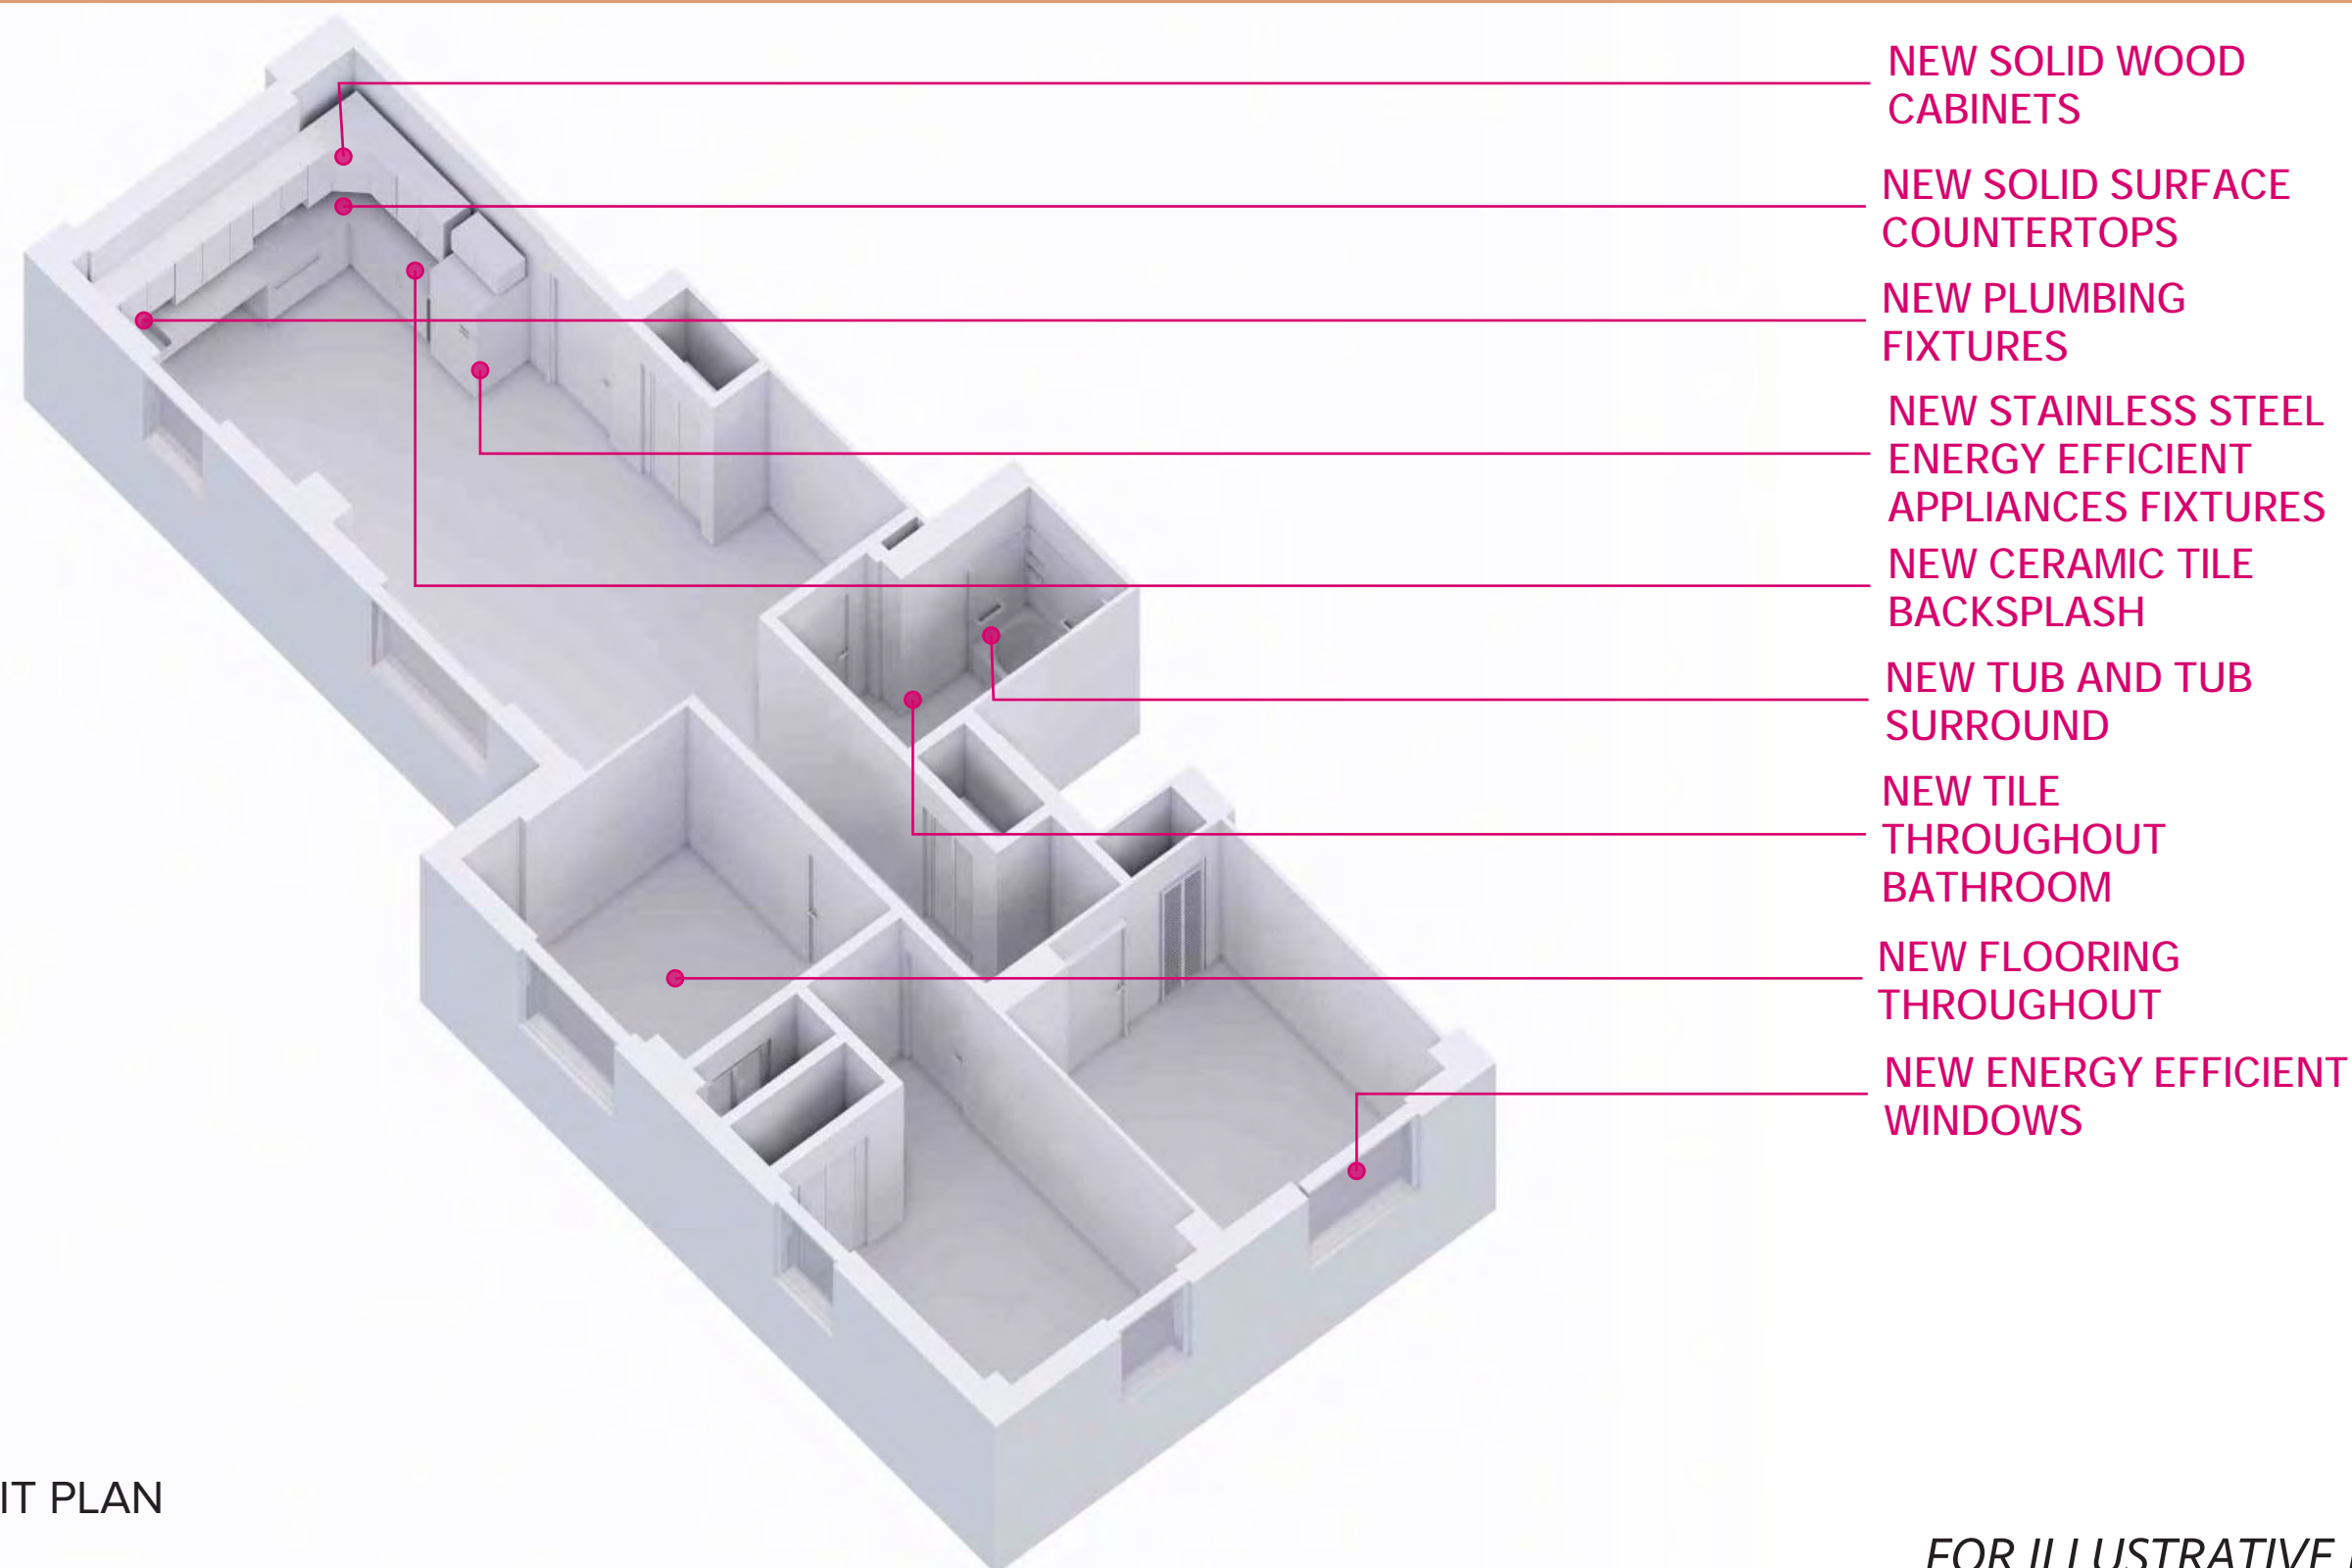 NEW SOLID WOOD
CABINETS
NEW SOLID SURFACE
COUNTERTOPS
NEW PLUMBING
FIXTURES
NEW STAINLESS STEEL
ENERGY EFFICIENT
APPLIANCES FIXTURES
NEW CERAMIC TILE
BACKSPLASH
NEW TUB AND TUB
SURROUND
NEW TILE
THROUGHOUT
BATHROOM
NEW FLOORING
THROUGHOUT
NEW ENERGY EFFICIENT
WINDOWS
IT PLAN
FOR ILLUSTRATIVE